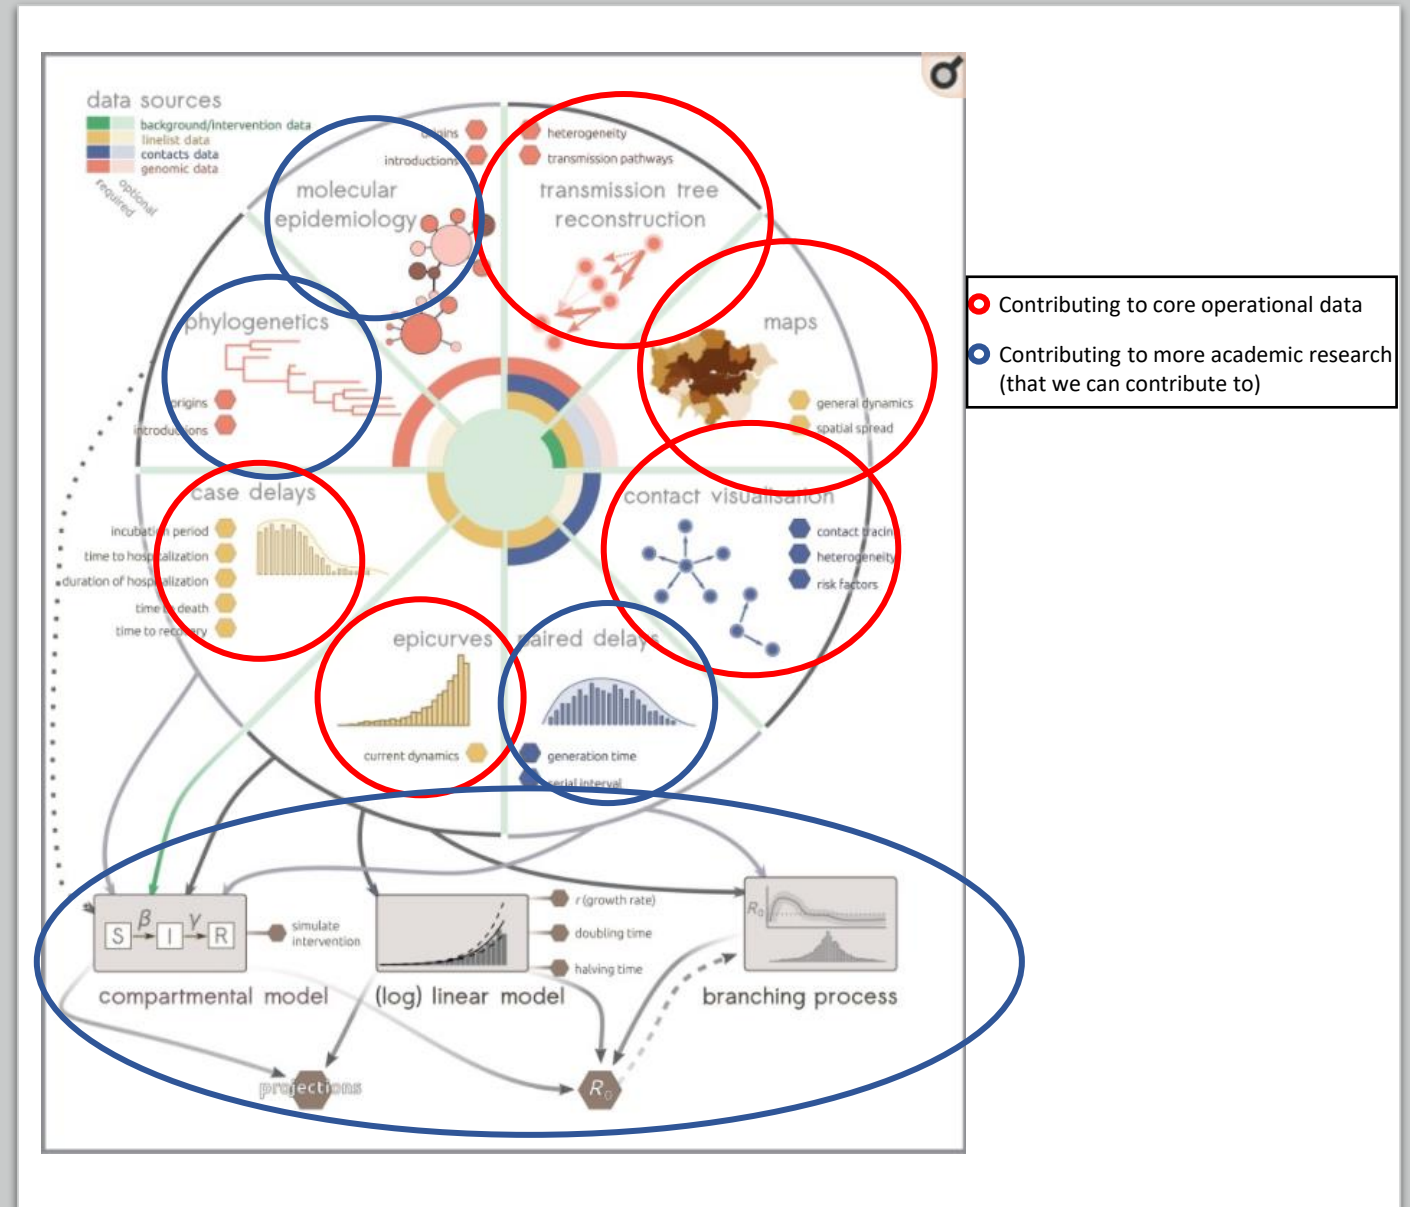 data sources
background/intervention data
linelist data
contacts data
genomic data
required
optional
origins
introductions
molecular
epidemiology
heterogeneity
transmission pathways
transmission tree
reconstruction
maps
general dynamics
spatial spread
Contributing to core operational data
Contributing to more academic research
(that we can contribute to)
phylogenetics
origins
introductions
case delays
incubation period
time to hospitalization
duration of hospitalization
time to death
time to recovery
contact visualisation
contact tracin
heterogeneity
risk factors
epicurves
current dynamics
paired delays
generation time
serial interval
S β I γ R
simulate
intervention
compartmental model
r (growth rate)
doubling time
halving time
(log) linear model
R₀
branching process
projections
R₀